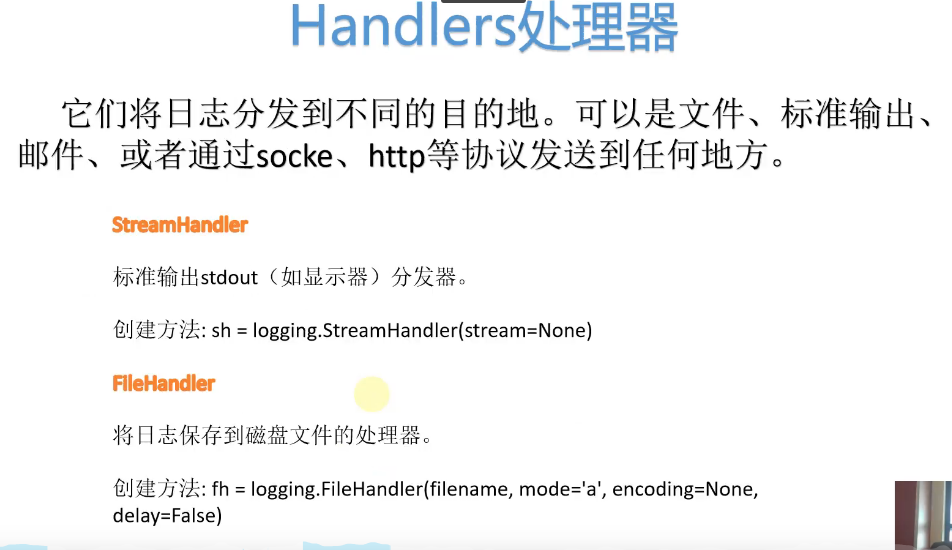 Handlers处理器
它们将日志分发到不同的目的地。可以是文件、标准输出、
邮件、或者通过socke、http等协议发送到任何地方。
StreamHandler
标准输出stdout（如显示器）分发器。
创建方法: sh = logging.StreamHandler(stream=None)
FileHandler
将日志保存到磁盘文件的处理器。
创建方法: fh = logging.FileHandler(filename, mode='a', encoding=None,
delay=False)